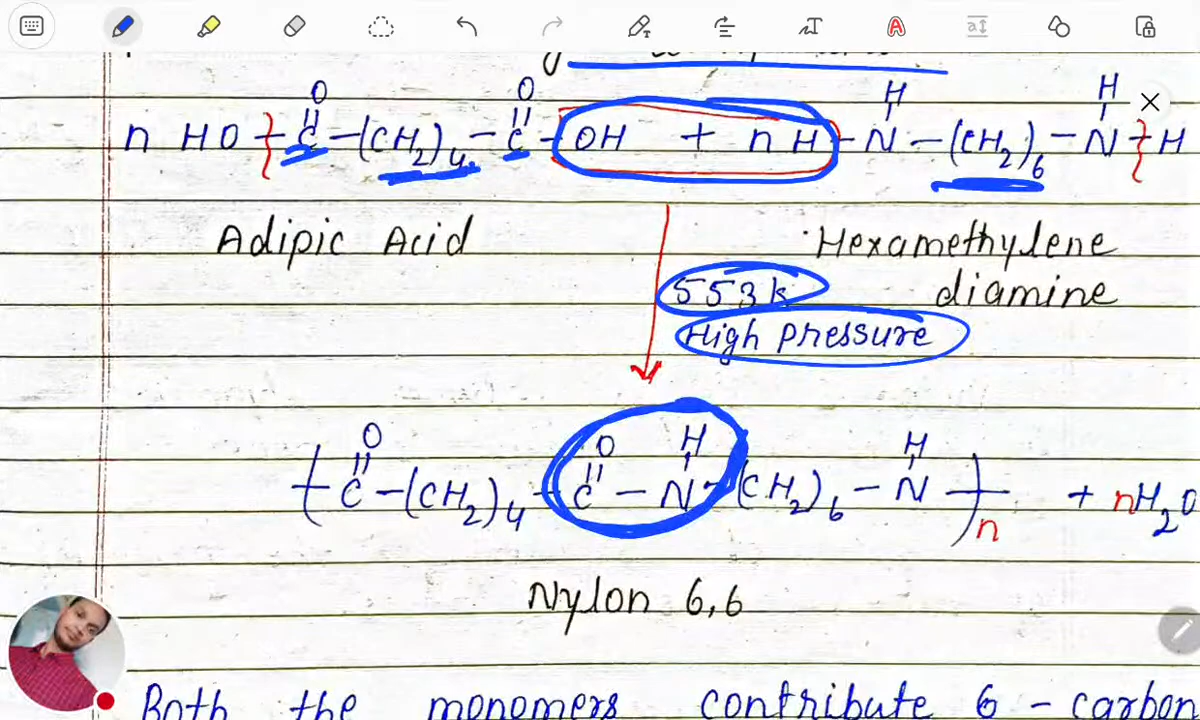 O O H H
n HO C -(CH2)4 - C - OH + n H - N - (CH2)6 - N - H
Adipic Acid Hexamethylene
diamine
553 K
High Pressure
O O H H
( C -(CH2)4 - C - N -(CH2)6 - N )n + nH2O
Nylon 6,6
Both the monomers contribute 6 - carbon